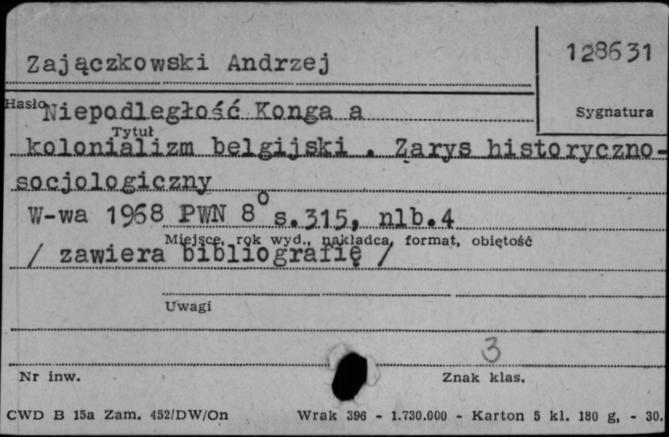 Zajączkowski Andrzej
128631
Hasło
Sygnatura
Niepodległość Konga a
Tytuł
kolonializm belgijski . Zarys historyczno-
socjologiczny
W-wa 1968 PWN 8° s.315, nlb.4
Miejsce, rok wyd., nakładca, format, objętość
/ zawiera bibliografię /
Uwagi
3
Nr inw.
Znak klas.
CWD B 15a Zam. 452/DW/On Wrak 396 - 1.730.000 - Karton 5 kl. 180 g, - 30.